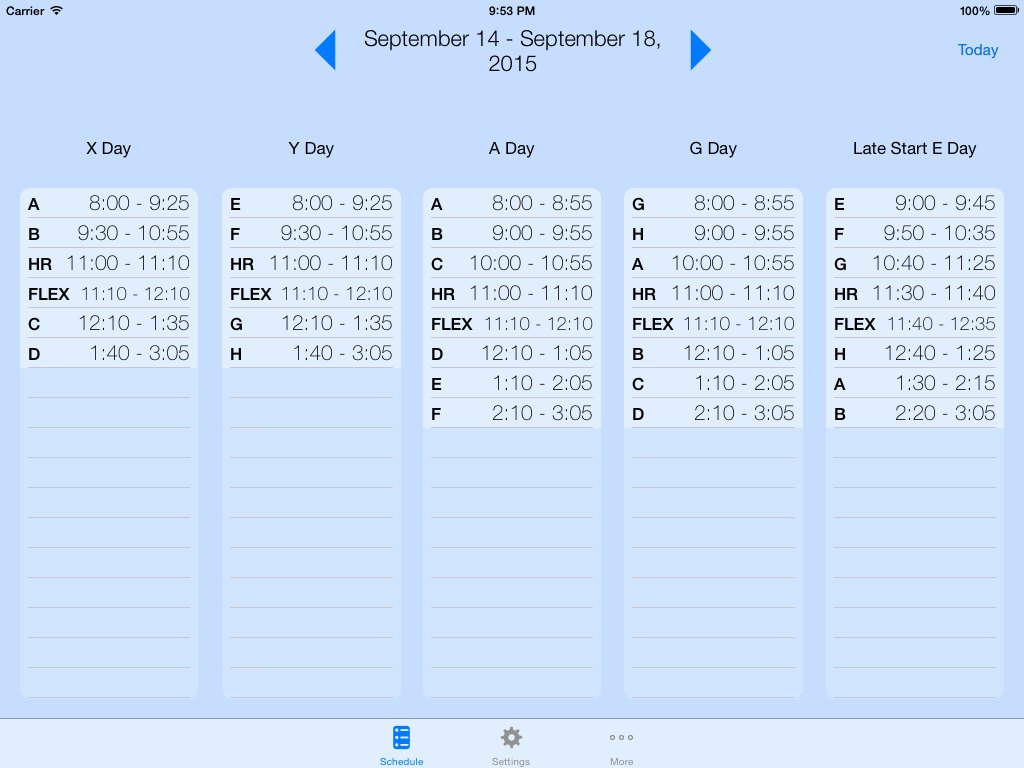 Carrier 9:53 PM 100%
September 14 - September 18,
2015
Today
X Day
A 8:00 - 9:25
B 9:30 - 10:55
HR 11:00 - 11:10
FLEX 11:10 - 12:10
C 12:10 - 1:35
D 1:40 - 3:05
Y Day
E 8:00 - 9:25
F 9:30 - 10:55
HR 11:00 - 11:10
FLEX 11:10 - 12:10
G 12:10 - 1:35
H 1:40 - 3:05
A Day
A 8:00 - 8:55
B 9:00 - 9:55
C 10:00 - 10:55
HR 11:00 - 11:10
FLEX 11:10 - 12:10
D 12:10 - 1:05
E 1:10 - 2:05
F 2:10 - 3:05
G Day
G 8:00 - 8:55
H 9:00 - 9:55
A 10:00 - 10:55
HR 11:00 - 11:10
FLEX 11:10 - 12:10
B 12:10 - 1:05
C 1:10 - 2:05
D 2:10 - 3:05
Late Start E Day
E 9:00 - 9:45
F 9:50 - 10:35
G 10:40 - 11:25
HR 11:30 - 11:40
FLEX 11:40 - 12:35
H 12:40 - 1:25
A 1:30 - 2:15
B 2:20 - 3:05
Schedule
Settings
More